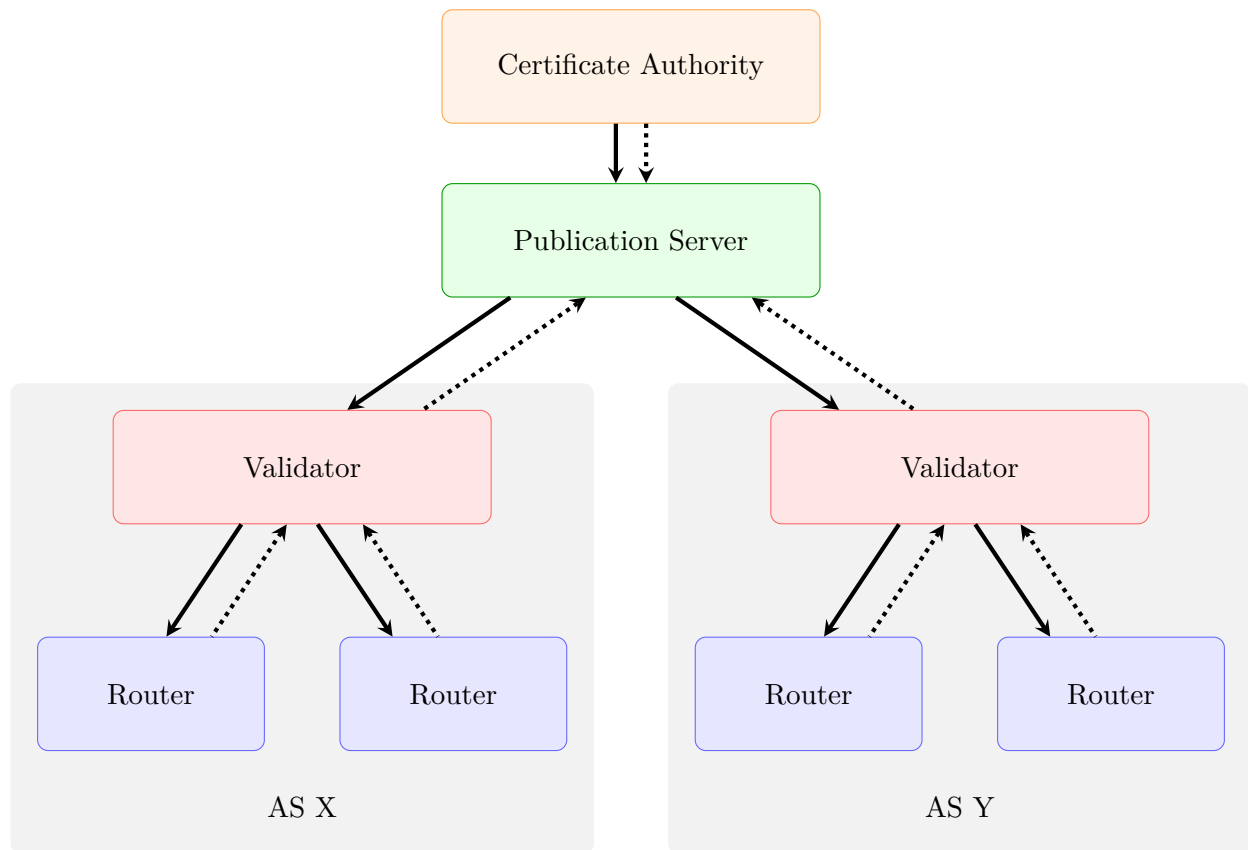 Certificate Authority
Publication Server
Validator
Validator
Router
Router
Router
Router
AS X
AS Y